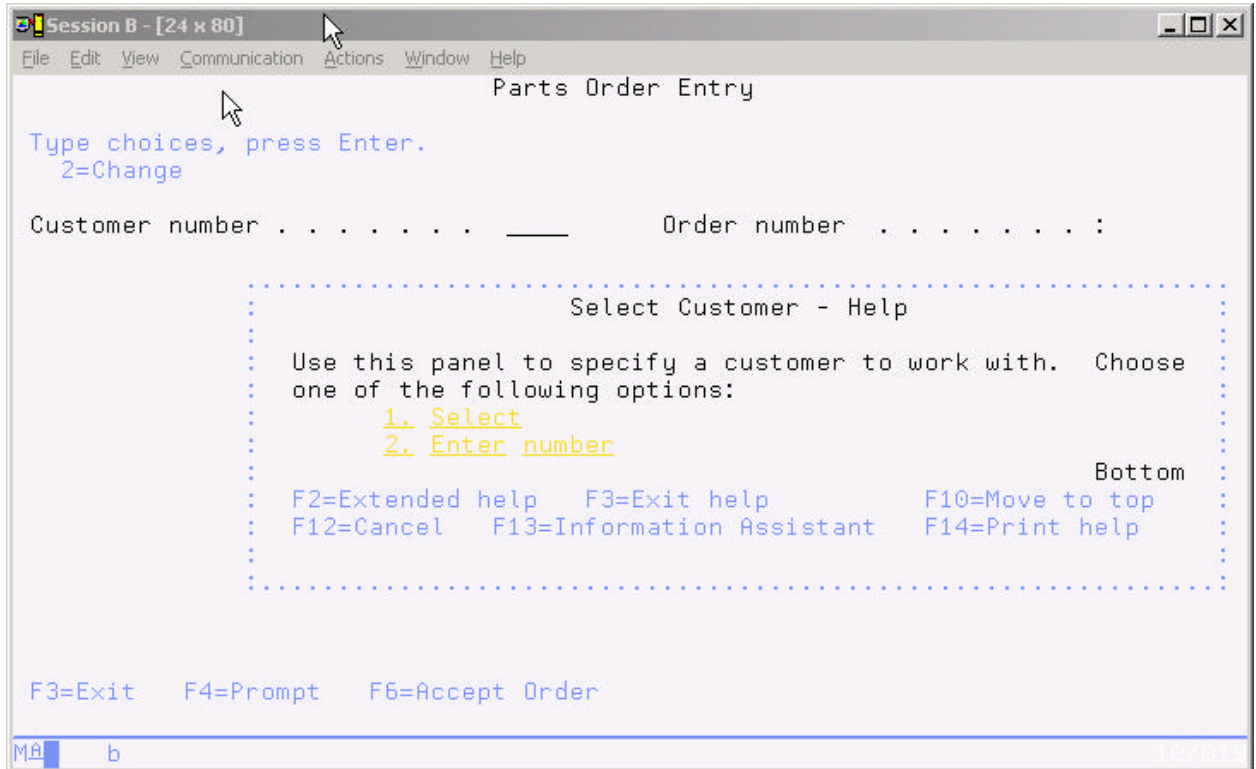 Session B - [24 x 80]
File Edit View Communication Actions Window Help
Parts Order Entry
Type choices, press Enter.
2=Change
Customer number . . . . . . . ____ Order number . . . . . . . :
Select Customer - Help
Use this panel to specify a customer to work with. Choose
one of the following options:
1. Select
2. Enter number
Bottom
F2=Extended help F3=Exit help F10=Move to top
F12=Cancel F13=Information Assistant F14=Print help
F3=Exit F4=Prompt F6=Accept Order
MA b
10/019